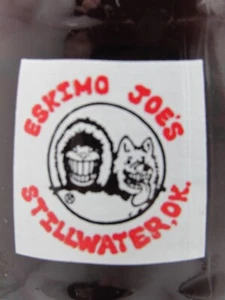 ESKIMO JOE'S
®
STILLWATER, OK.